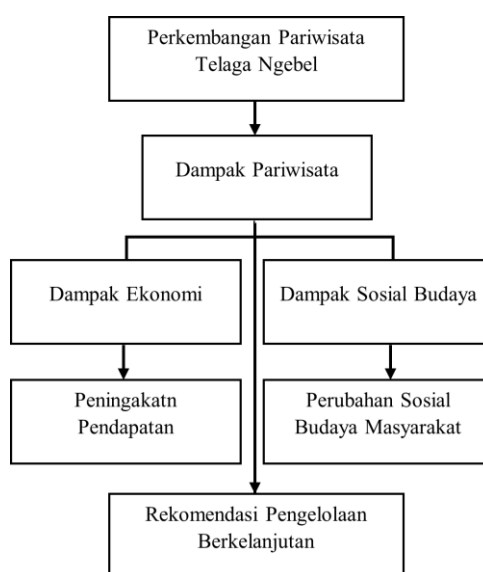 Perkembangan Pariwisata
Telaga Ngebel
Dampak Pariwisata
Dampak Ekonomi
Dampak Sosial Budaya
Peningakatn
Pendapatan
Perubahan Sosial
Budaya Masyarakat
Rekomendasi Pengelolaan
Berkelanjutan